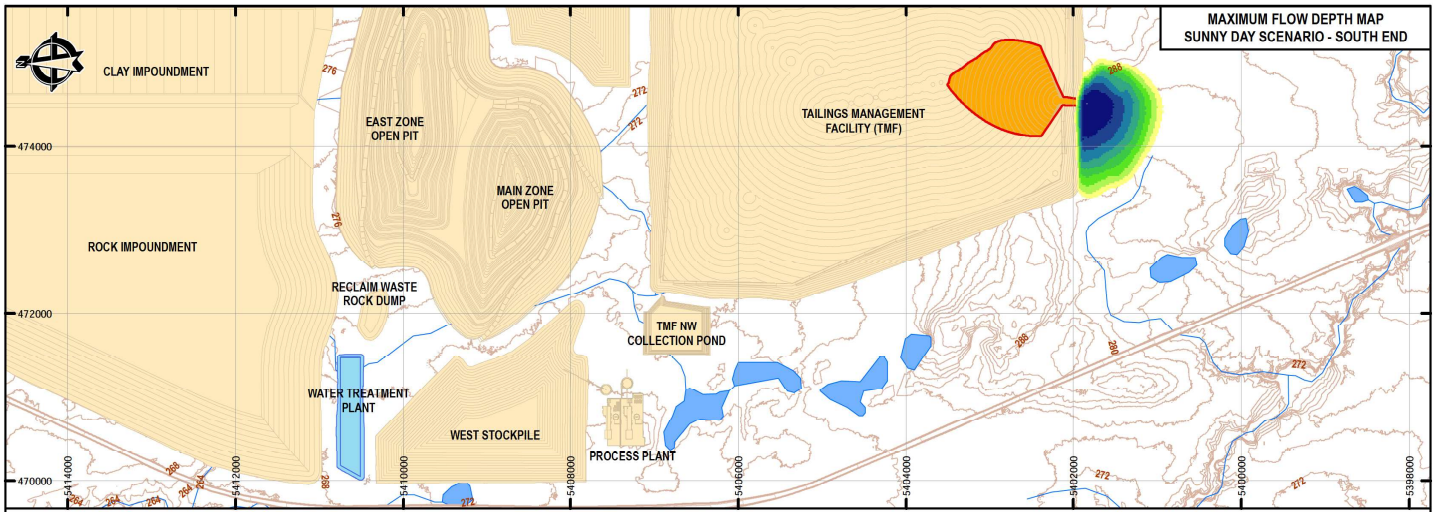 MAXIMUM FLOW DEPTH MAP
SUNNY DAY SCENARIO - SOUTH END
N
276
288
CLAY IMPOUNDMENT
272
EAST ZONE
OPEN PIT
TAILINGS MANAGEMENT
FACILITY (TMF)
272
474000
MAIN ZONE
OPEN PIT
276
ROCK IMPOUNDMENT
RECLAIM WASTE
ROCK DUMP
472000
TMF NW
COLLECTION POND
288
280
272
WATER TREATMENT
PLANT
WEST STOCKPILE
PROCESS PLANT
268
264
264
264
264
268
272
272
272
470000
5414000
5412000
5410000
5408000
5406000
5404000
5402000
5400000
5398000